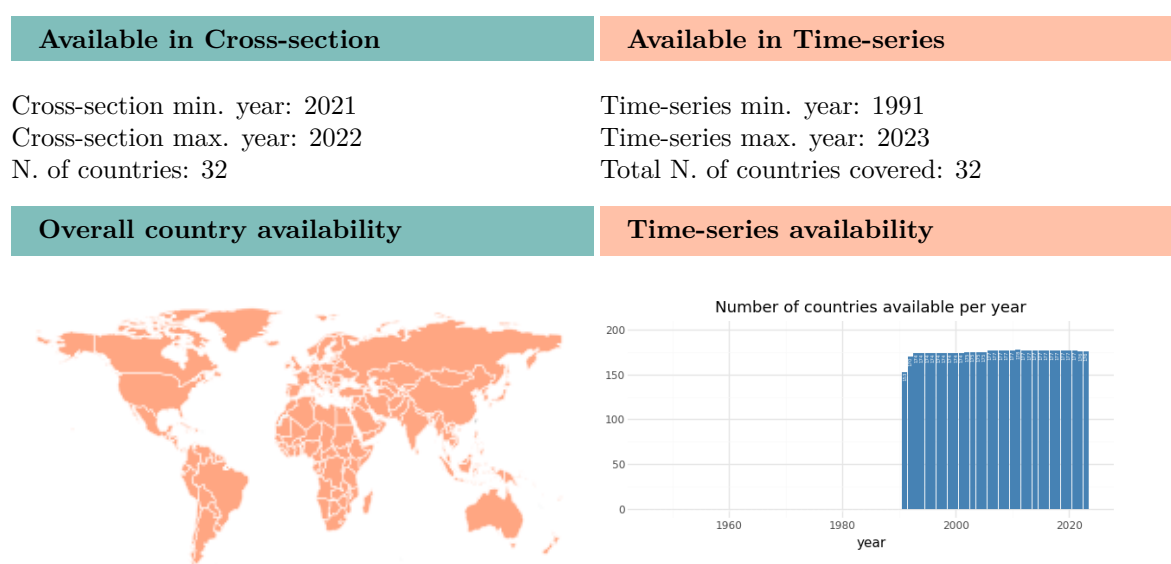 Available in Cross-section
Available in Time-series
Cross-section min. year: 2021
Cross-section max. year: 2022
N. of countries: 32
Time-series min. year: 1991
Time-series max. year: 2023
Total N. of countries covered: 32
Overall country availability
Time-series availability
Number of countries available per year
200
150
100
50
0
1960 1980 2000 2020
year